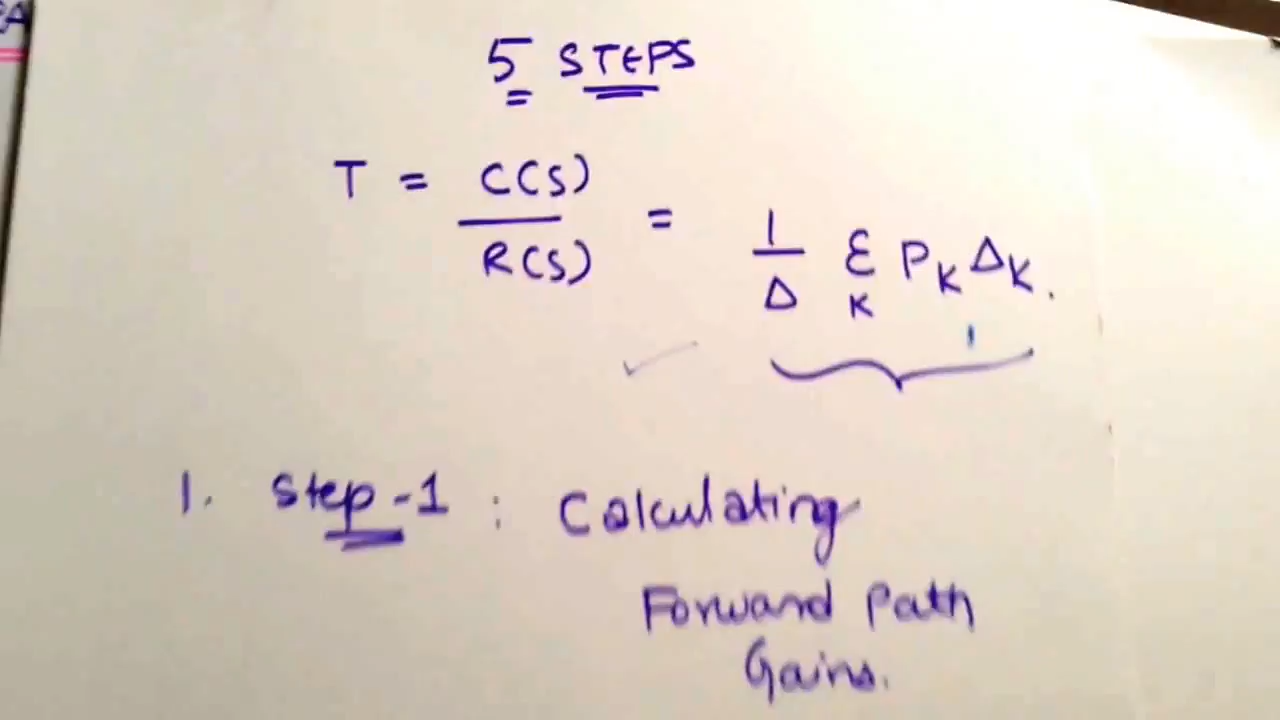 5 STEPS
T = C(S) / R(S) = 1/Δ Σ_K P_K Δ_K.
1. Step-1 : Calculating
Forward Path
Gains.